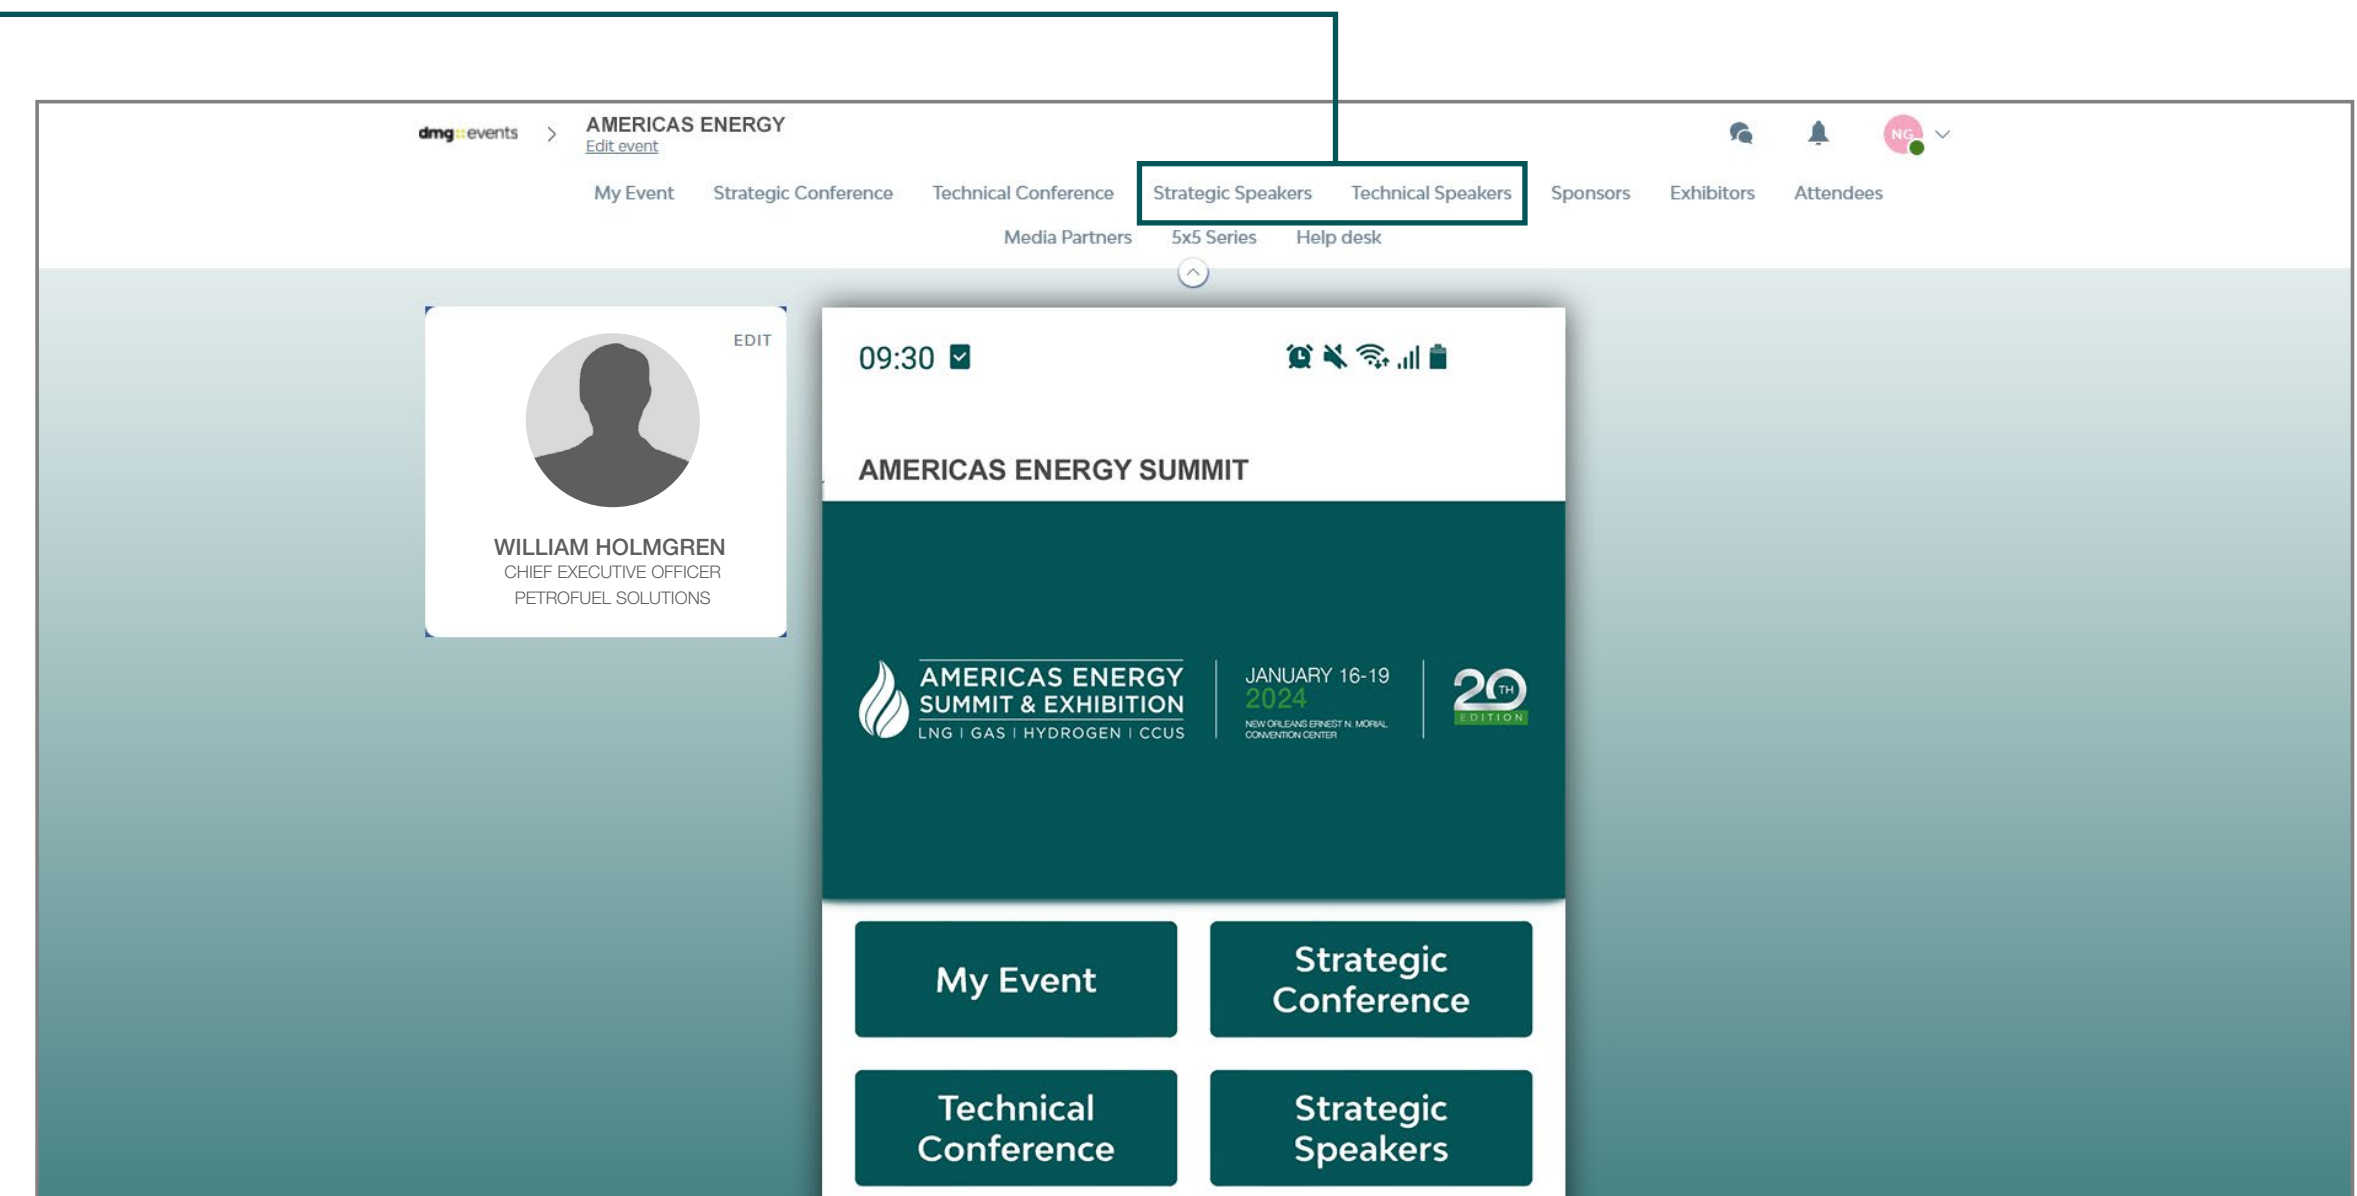 dmg::events > AMERICAS ENERGY
Edit event
NG
My Event Strategic Conference Technical Conference Strategic Speakers Technical Speakers Sponsors Exhibitors Attendees
Media Partners 5x5 Series Help desk
EDIT
WILLIAM HOLMGREN
CHIEF EXECUTIVE OFFICER
PETROFUEL SOLUTIONS
09:30
AMERICAS ENERGY SUMMIT
AMERICAS ENERGY
SUMMIT & EXHIBITION
LNG | GAS | HYDROGEN | CCUS
JANUARY 16-19
2024
NEW ORLEANS ERNEST N. MORIAL
CONVENTION CENTER
20TH
EDITION
My Event
Strategic
Conference
Technical
Conference
Strategic
Speakers